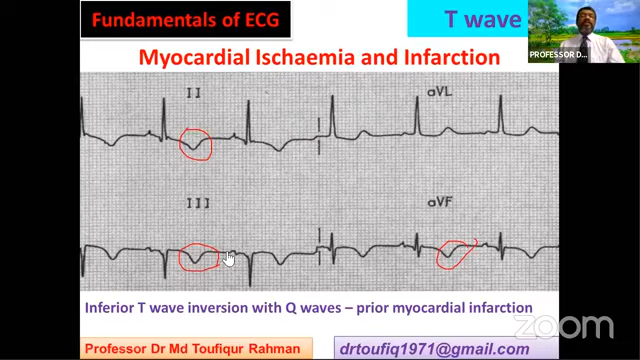 Fundamentals of ECG
T wave
PROFESSOR D...
Myocardial Ischaemia and Infarction
II
aVL
III
aVF
Inferior T wave inversion with Q waves – prior myocardial infarction
zoom
Professor Dr Md Toufiqur Rahman
drtoufiq1971@gmail.com